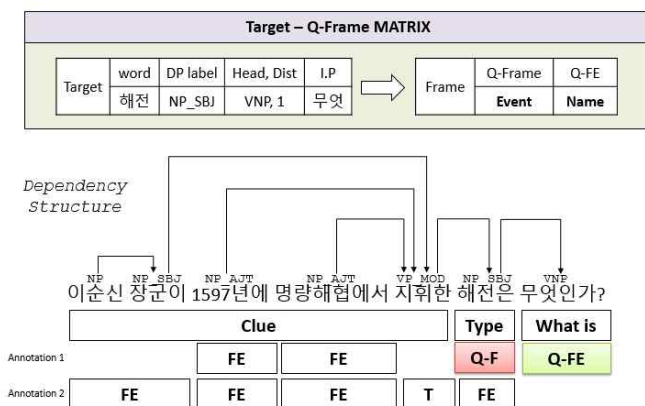 Target – Q-Frame MATRIX
Target word DP label Head, Dist I.P
해전 NP_SBJ VNP, 1 무엇
Frame Q-Frame Q-FE
Event Name
Dependency
Structure
NP NP_SBJ NP_AJT NP_AJT VP_MOD NP_SBJ VNP
이순신 장군이 1597년에 명량해협에서 지휘한 해전은 무엇인가?
Clue Type What is
Annotation 1 FE FE Q-F Q-FE
Annotation 2 FE FE FE T FE